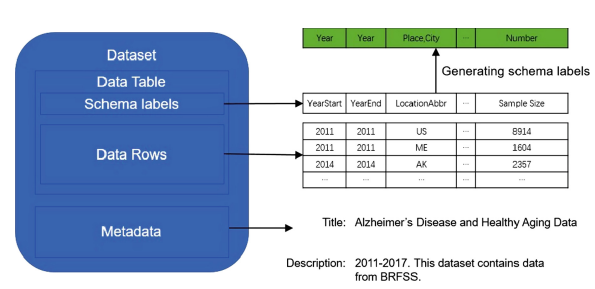 Dataset
Data Table
Schema labels
Data Rows
Metadata
Year Year Place,City ... Number
Generating schema labels
YearStart YearEnd LocationAbbr ... Sample Size
2011 2011 US ... 8914
2011 2011 ME ... 1604
2014 2014 AK ... 2357
... ... ... ... ...
Title: Alzheimer's Disease and Healthy Aging Data
Description: 2011-2017. This dataset contains data
from BRFSS.